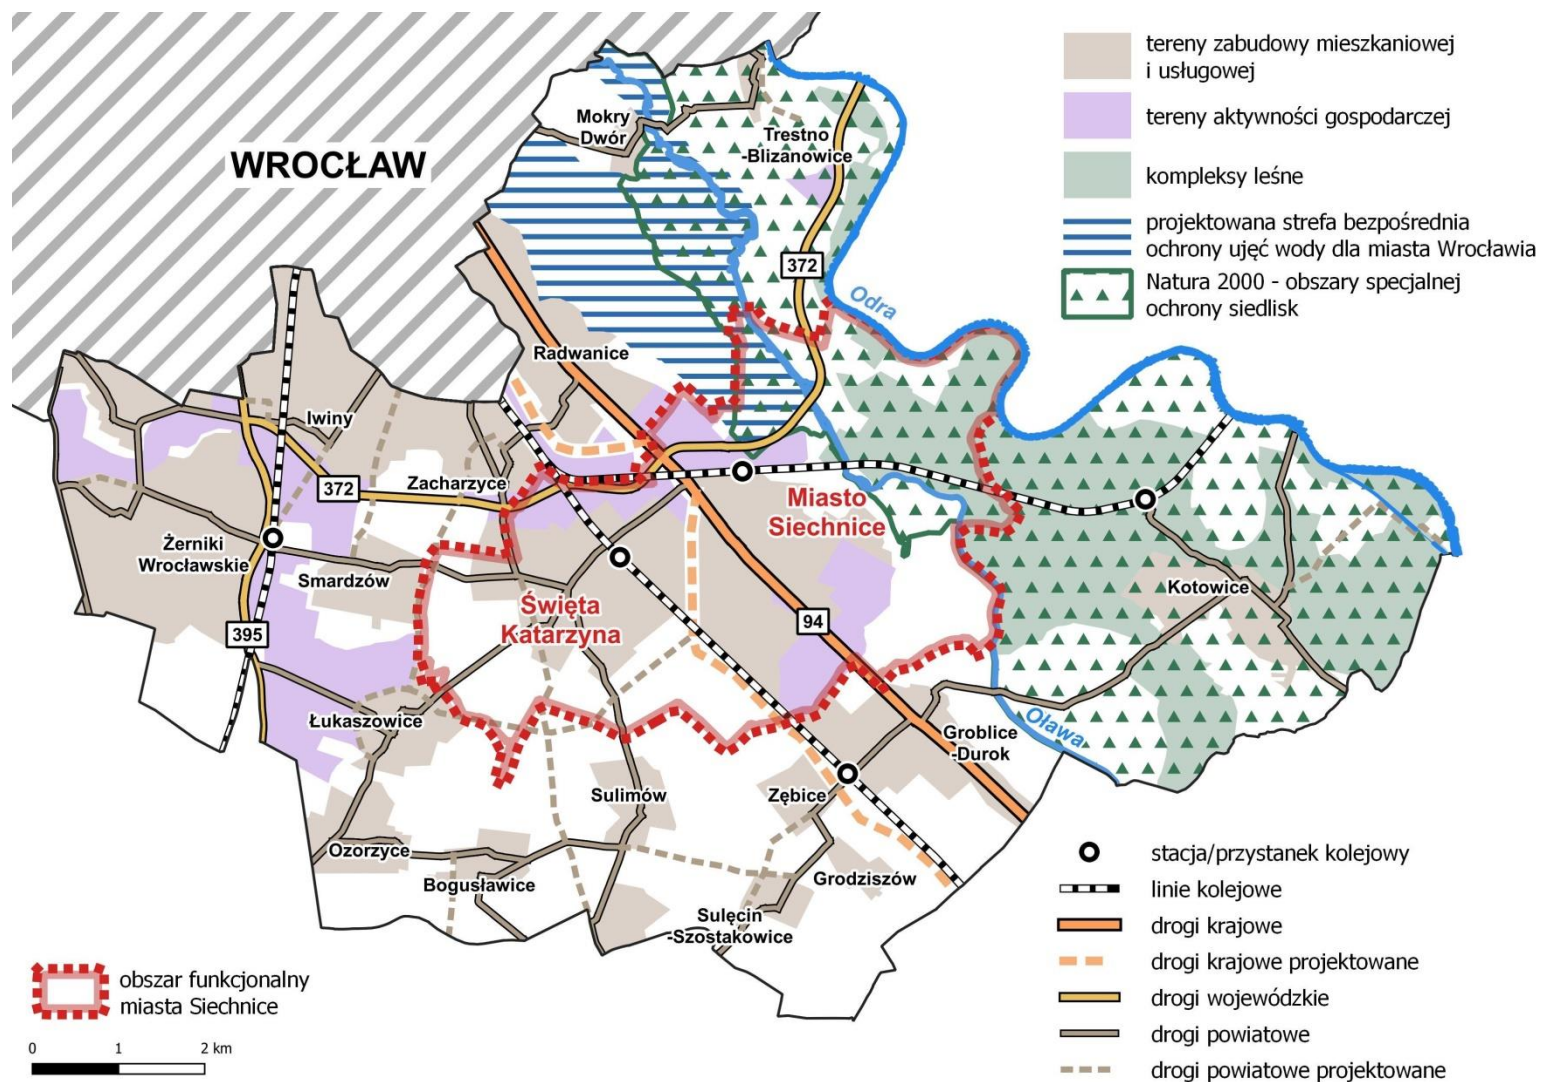 tereny zabudowy mieszkaniowej
i usługowej
tereny aktywności gospodarczej
kompleksy leśne
projektowana strefa bezpośrednia
ochrony ujęć wody dla miasta Wrocławia
Natura 2000 - obszary specjalnej
ochrony siedlisk
WROCŁAW
Mokry
Dwór
Trestno
-Blizanowice
372
Odra
Radwanice
Iwiny
Zacharzyce
372
Miasto
Siechnice
Żerniki
Wrocławskie
Smardzów
Święta
Katarzyna
Kotowice
395
94
Łukaszowice
Oława
Groblice
-Durok
Sulimów
Zębice
Ozorzyce
Bogusławice
Grodziszów
Sulęcin
-Szostakowice
stacja/przystanek kolejowy
linie kolejowe
drogi krajowe
drogi krajowe projektowane
drogi wojewódzkie
drogi powiatowe
drogi powiatowe projektowane
obszar funkcjonalny
miasta Siechnice
0 1 2 km